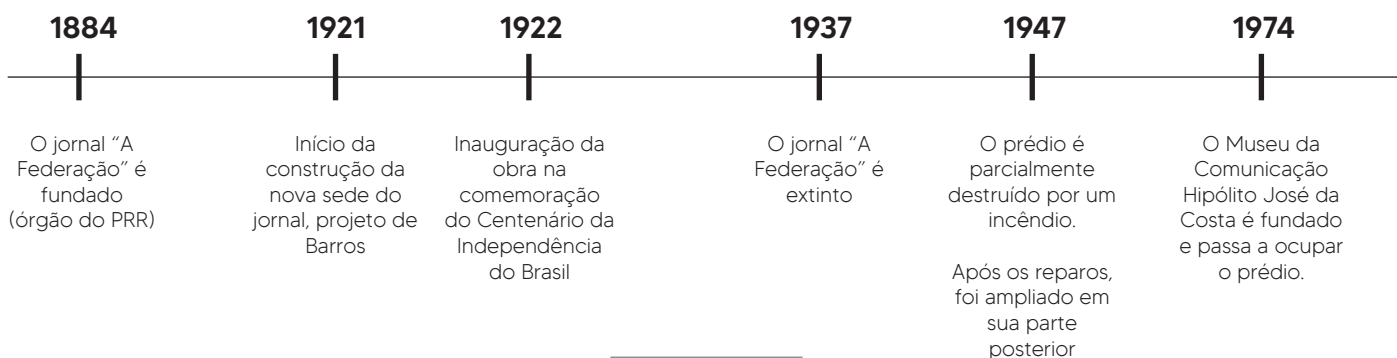 1884
O jornal “A
Federação” é
fundado
(órgão do PRR)
1921
Início da
construção da
nova sede do
jornal, projeto de
Barros
1922
Inauguração da
obra na
comemoração
do Centenário da
Independência
do Brasil
1937
O jornal “A
Federação” é
extinto
1947
O prédio é
parcialmente
destruído por um
incêndio.
Após os reparos,
foi ampliado em
sua parte
posterior
1974
O Museu da
Comunicação
Hipólito José da
Costa é fundado
e passa a ocupar
o prédio.